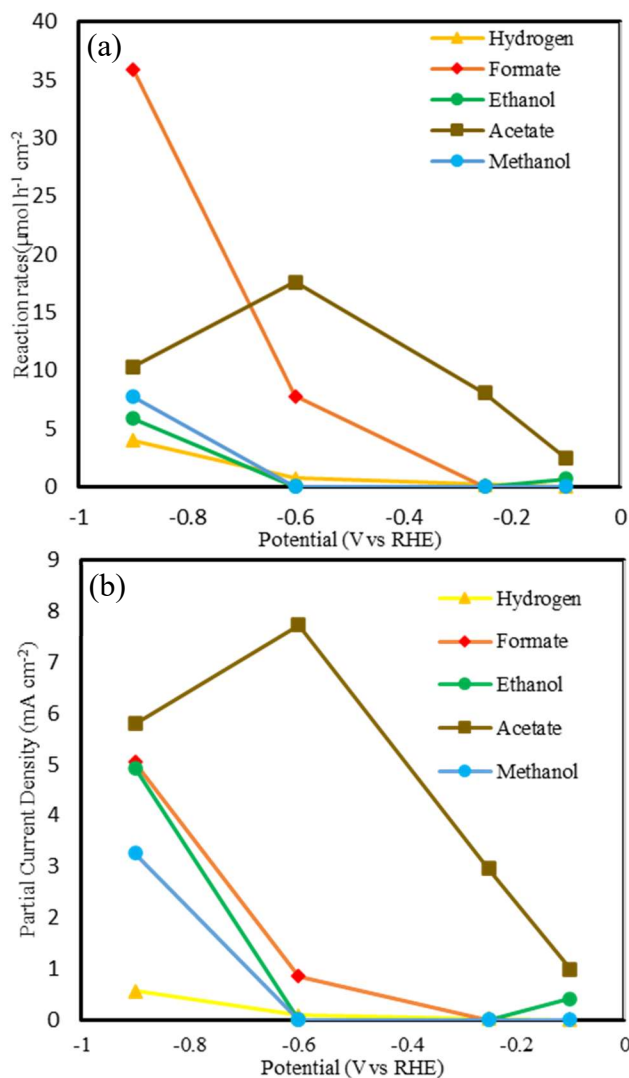 (a)
Hydrogen
Formate
Ethanol
Acetate
Methanol
Reaction rates(µmol h⁻¹ cm⁻²
40
35
30
25
20
15
10
5
0
-1 -0.8 -0.6 -0.4 -0.2 0
Potential (V vs RHE)
(b)
Hydrogen
Formate
Ethanol
Acetate
Methanol
Partial Current Density (mA cm⁻²)
9
8
7
6
5
4
3
2
1
0
-1 -0.8 -0.6 -0.4 -0.2 0
Potential (V vs RHE)